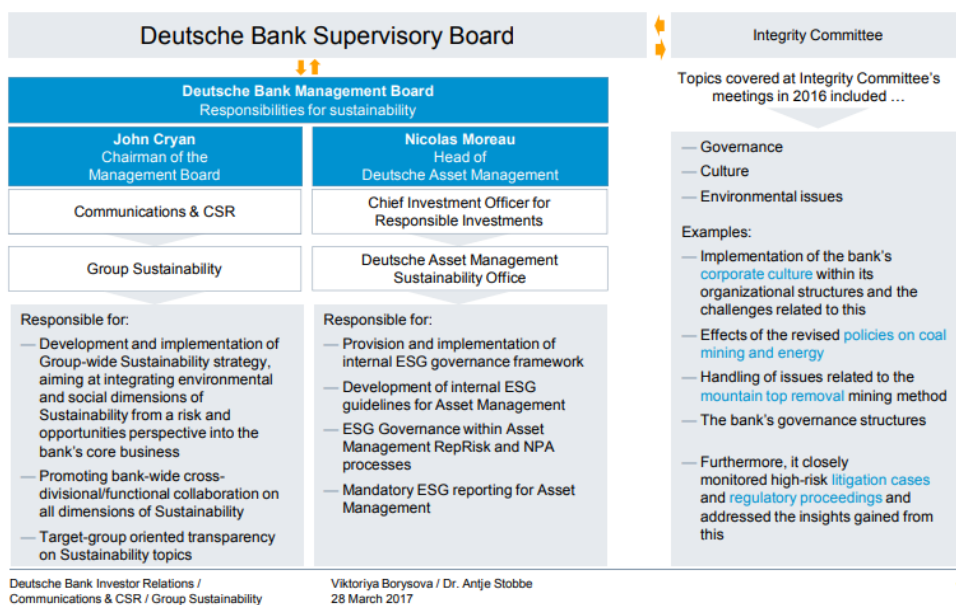 Deutsche Bank Supervisory Board
Deutsche Bank Management Board
Responsibilities for sustainability
John Cryan
Chairman of the
Management Board
Communications & CSR
Group Sustainability
Responsible for:
— Development and implementation of
Group-wide Sustainability strategy,
aiming at integrating environmental
and social dimensions of
Sustainability from a risk and
opportunities perspective into the
bank's core business
— Promoting bank-wide cross-
divisional/functional collaboration on
all dimensions of Sustainability
— Target-group oriented transparency
on Sustainability topics
Nicolas Moreau
Head of
Deutsche Asset Management
Chief Investment Officer for
Responsible Investments
Deutsche Asset Management
Sustainability Office
Responsible for:
— Provision and implementation of
internal ESG governance framework
— Development of internal ESG
guidelines for Asset Management
— ESG Governance within Asset
Management RepRisk and NPA
processes
— Mandatory ESG reporting for Asset
Management
Integrity Committee
Topics covered at Integrity Committee's
meetings in 2016 included …
— Governance
— Culture
— Environmental issues
Examples:
— Implementation of the bank's
corporate culture within its
organizational structures and the
challenges related to this
— Effects of the revised policies on coal
mining and energy
— Handling of issues related to the
mountain top removal mining method
— The bank's governance structures
— Furthermore, it closely
monitored high-risk litigation cases
and regulatory proceedings and
addressed the insights gained from
this
Deutsche Bank Investor Relations /
Communications & CSR / Group Sustainability
Viktoriya Borysova / Dr. Antje Stobbe
28 March 2017